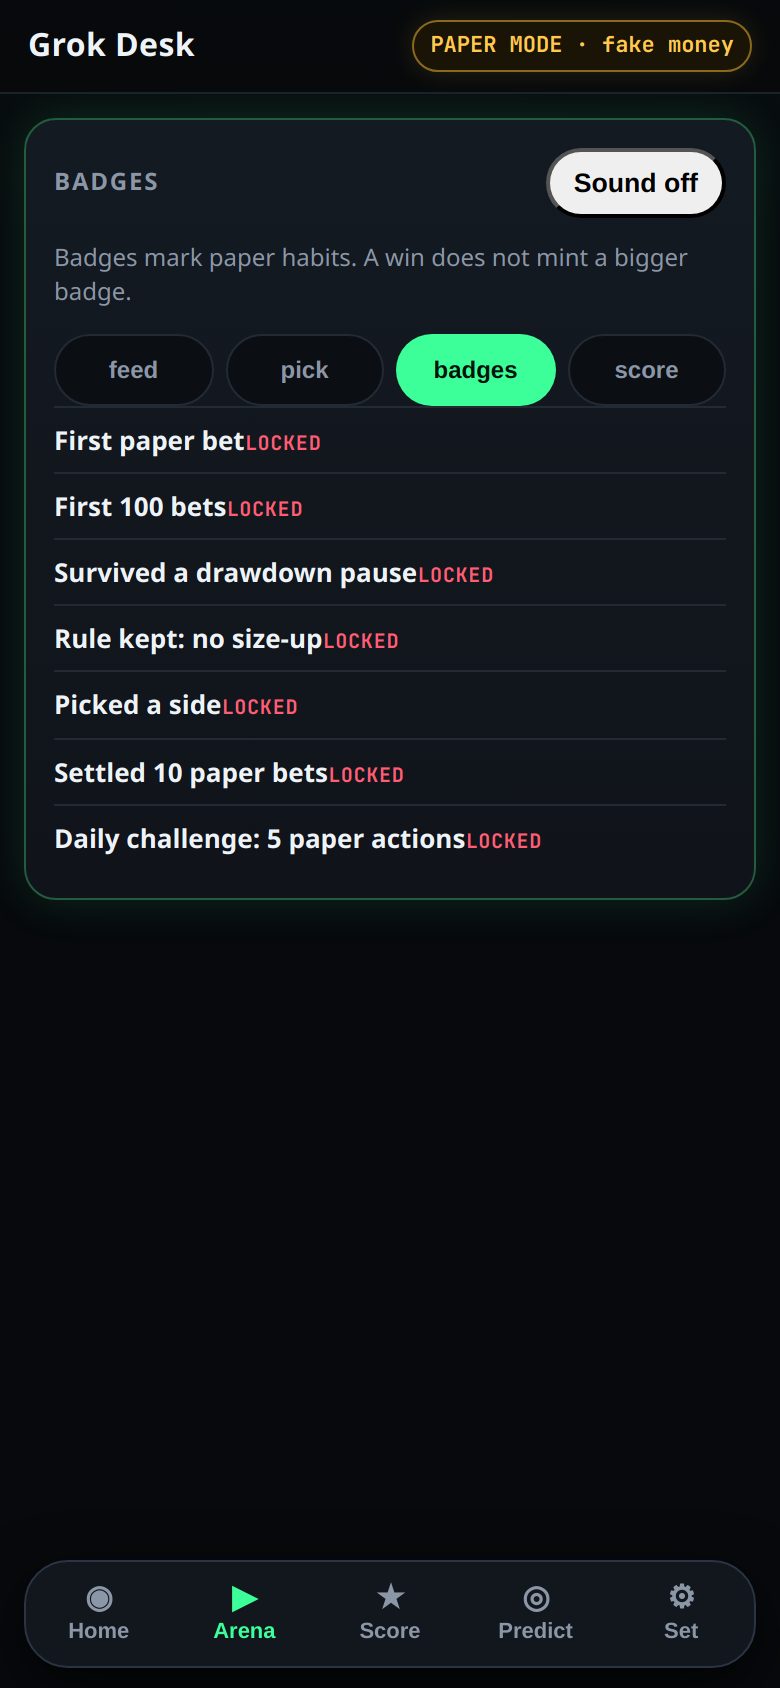 Grok Desk
PAPER MODE · fake money
BADGES
Sound off
Badges mark paper habits. A win does not mint a bigger
badge.
feed pick badges score
First paper betLOCKED
First 100 betsLOCKED
Survived a drawdown pauseLOCKED
Rule kept: no size-upLOCKED
Picked a sideLOCKED
Settled 10 paper betsLOCKED
Daily challenge: 5 paper actionsLOCKED
Home Arena Score Predict Set